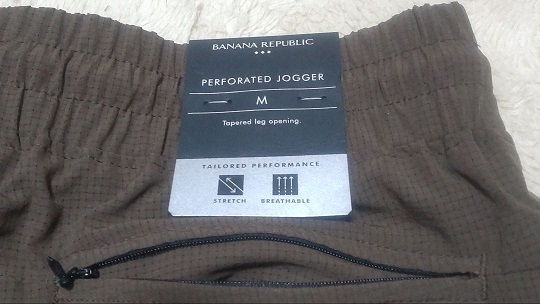 BANANA REPUBLIC
PERFORATED JOGGER
M
Tapered leg opening.
TAILORED PERFORMANCE
STRETCH BREATHABLE